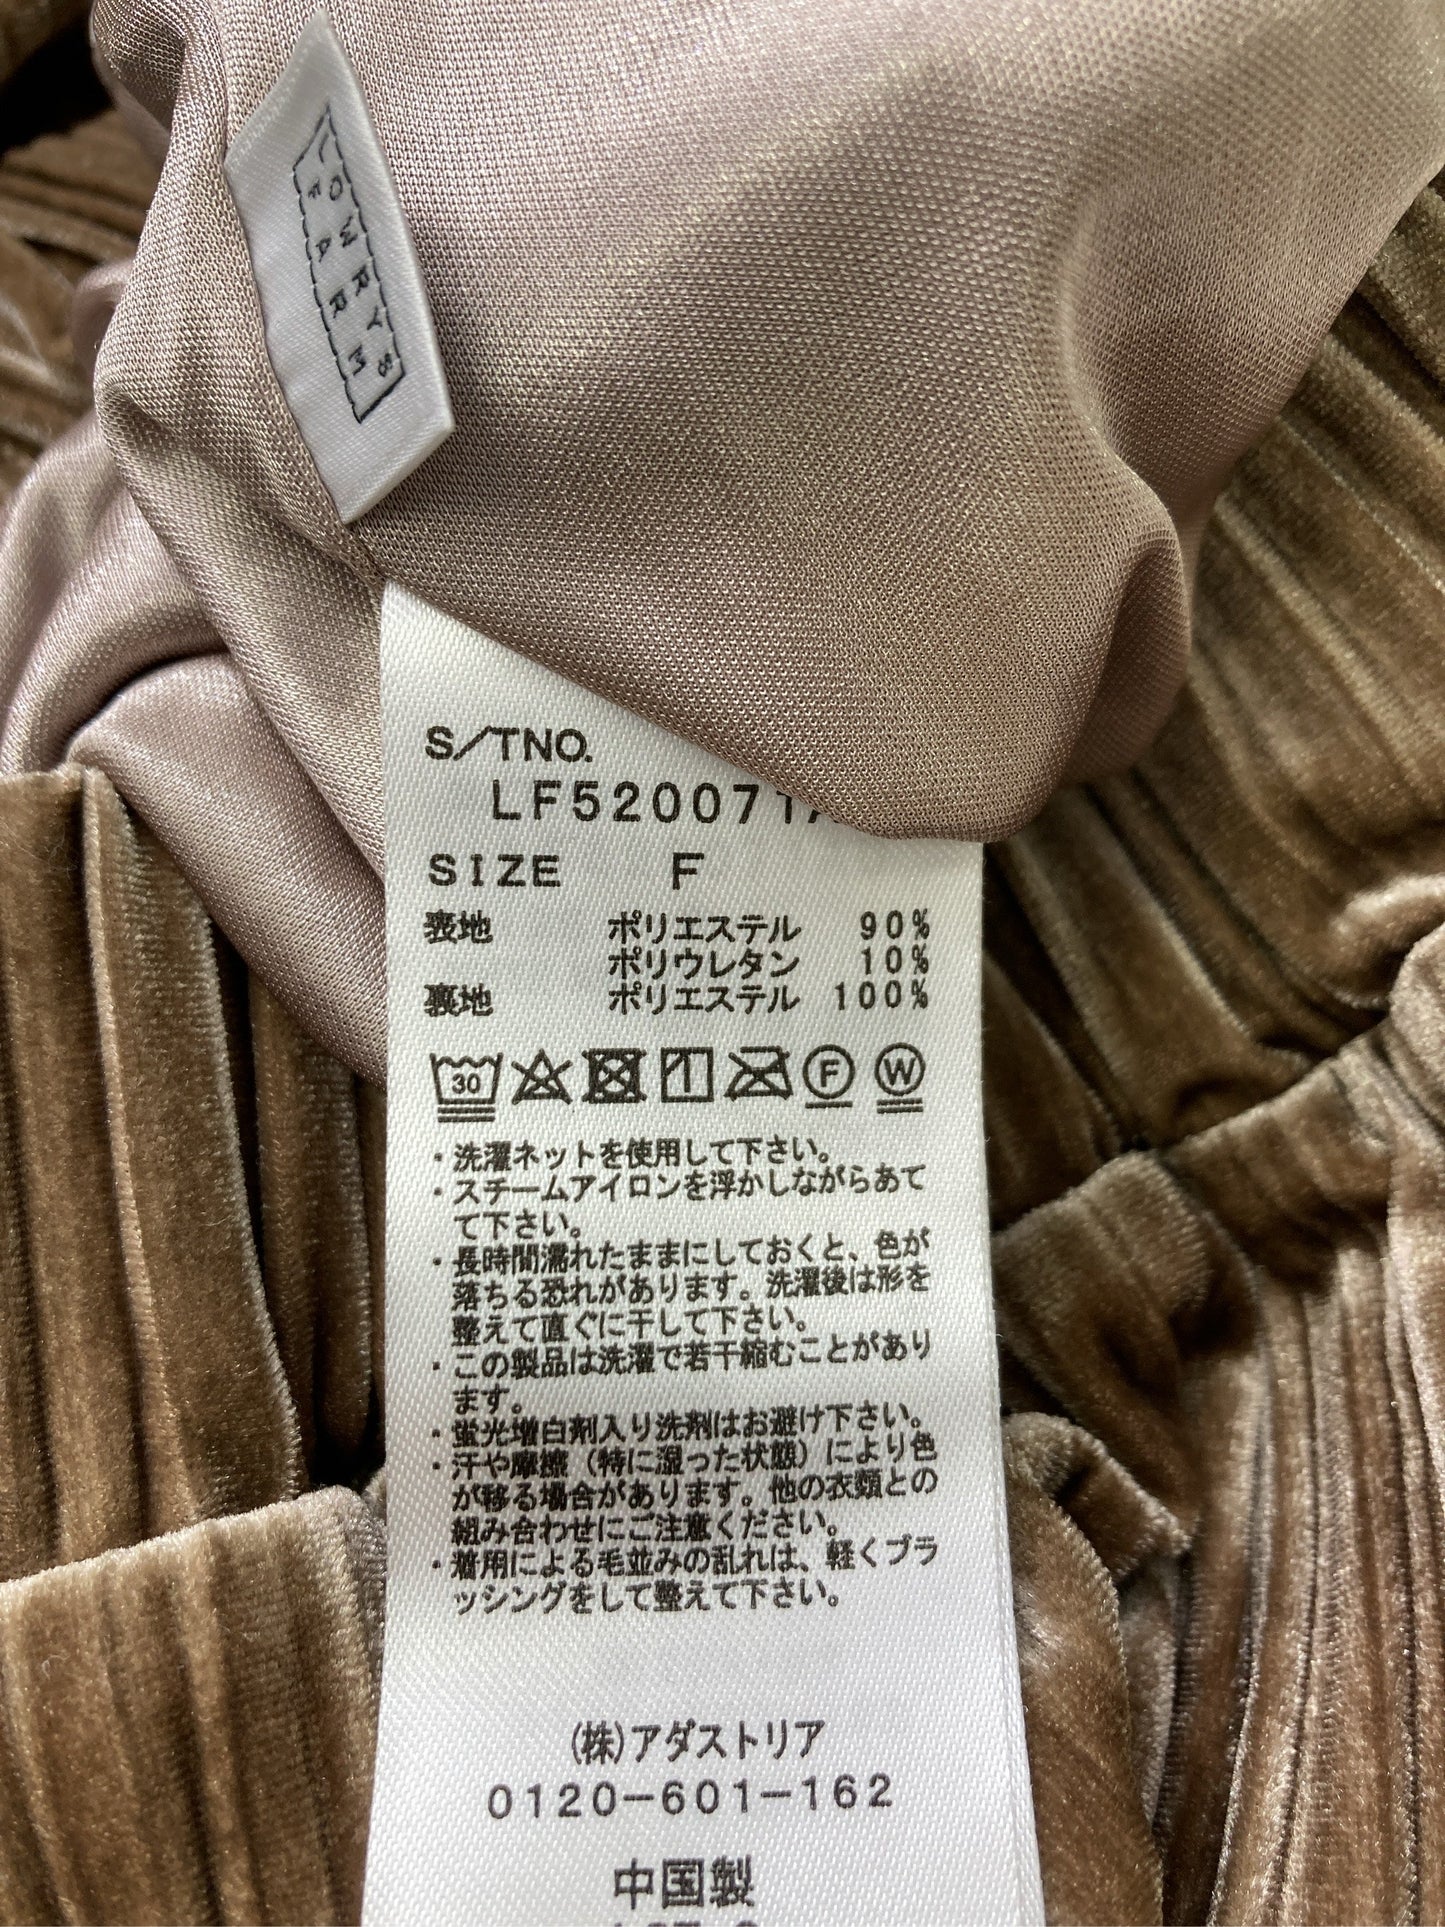 LOWRYS
FARM
S/TNO.
LF520071
SIZE F
表地 ポリエステル 90%
ポリウレタン 10%
裏地 ポリエステル 100%
30
F
W
・洗濯ネットを使用して下さい。
・スチームアイロンを浮かしながらあて
て下さい。
・長時間濡れたままにしておくと、色が
落ちる恐れがあります。洗濯後は形を
整えて直ぐに干して下さい。
・この製品は洗濯で若干縮むことがあり
ます。
・蛍光増白剤入り洗剤はお避け下さい。
・汗や摩擦（特に湿った状態）により色
が移る場合があります。他の衣類との
組み合わせにご注意ください。
・着用による毛並みの乱れは、軽くブラ
ッシングをして整えて下さい。
(株)アダストリア
0120-601-162
中国製